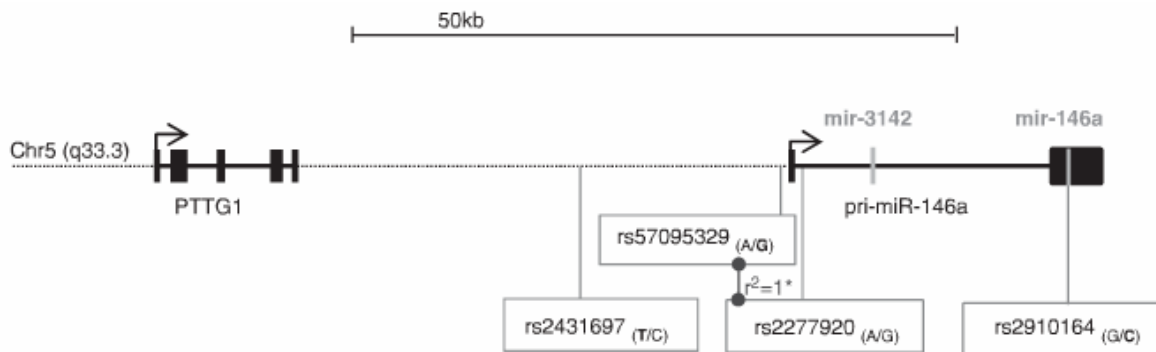 50kb
mir-3142
mir-146a
Chr5 (q33.3)
PTTG1
pri-miR-146a
rs57095329 (A/G)
r²=1*
rs2431697 (T/C)
rs2277920 (A/G)
rs2910164 (G/C)